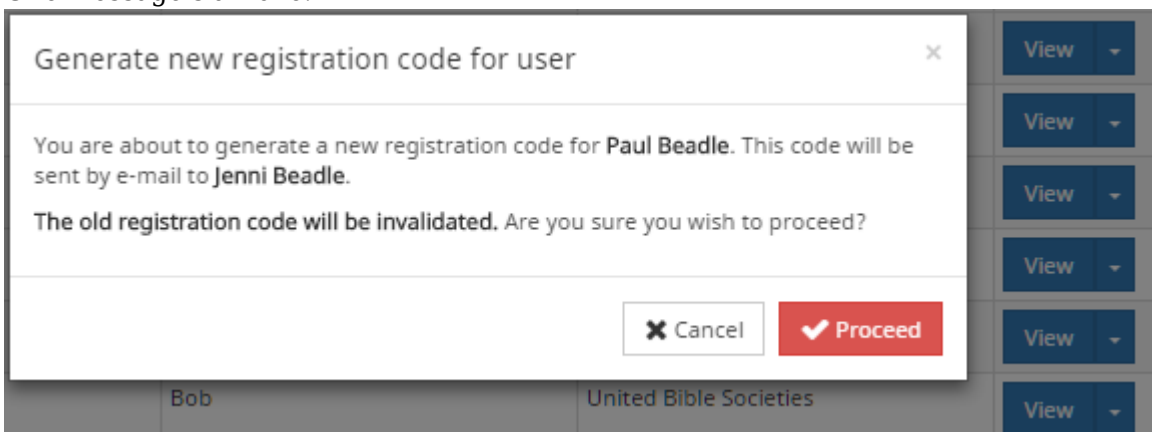 Generate new registration code for user ×
View
View
You are about to generate a new registration code for Paul Beadle. This code will be
sent by e-mail to Jenni Beadle.
View
The old registration code will be invalidated. Are you sure you wish to proceed?
View
Cancel Proceed
View
Bob United Bible Societies
View